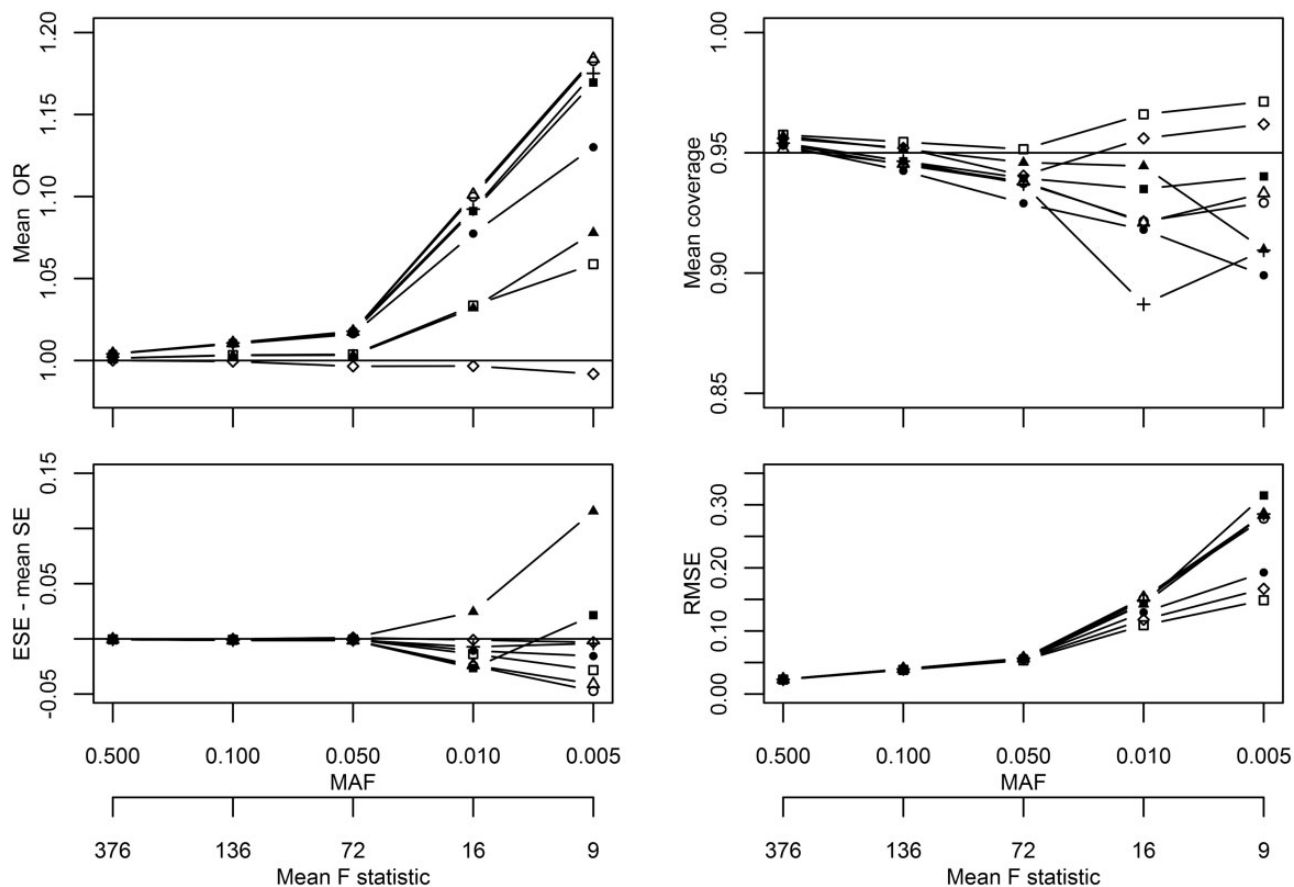 Mean OR
1.20
1.15
1.10
1.05
1.00
Mean coverage
1.00
0.95
0.90
0.85
ESE - mean SE
0.15
0.05
-0.05
RMSE
0.30
0.20
0.10
0.00
0.500 0.100 0.050 0.010 0.005
MAF
376 136 72 16 9
Mean F statistic
0.500 0.100 0.050 0.010 0.005
MAF
376 136 72 16 9
Mean F statistic